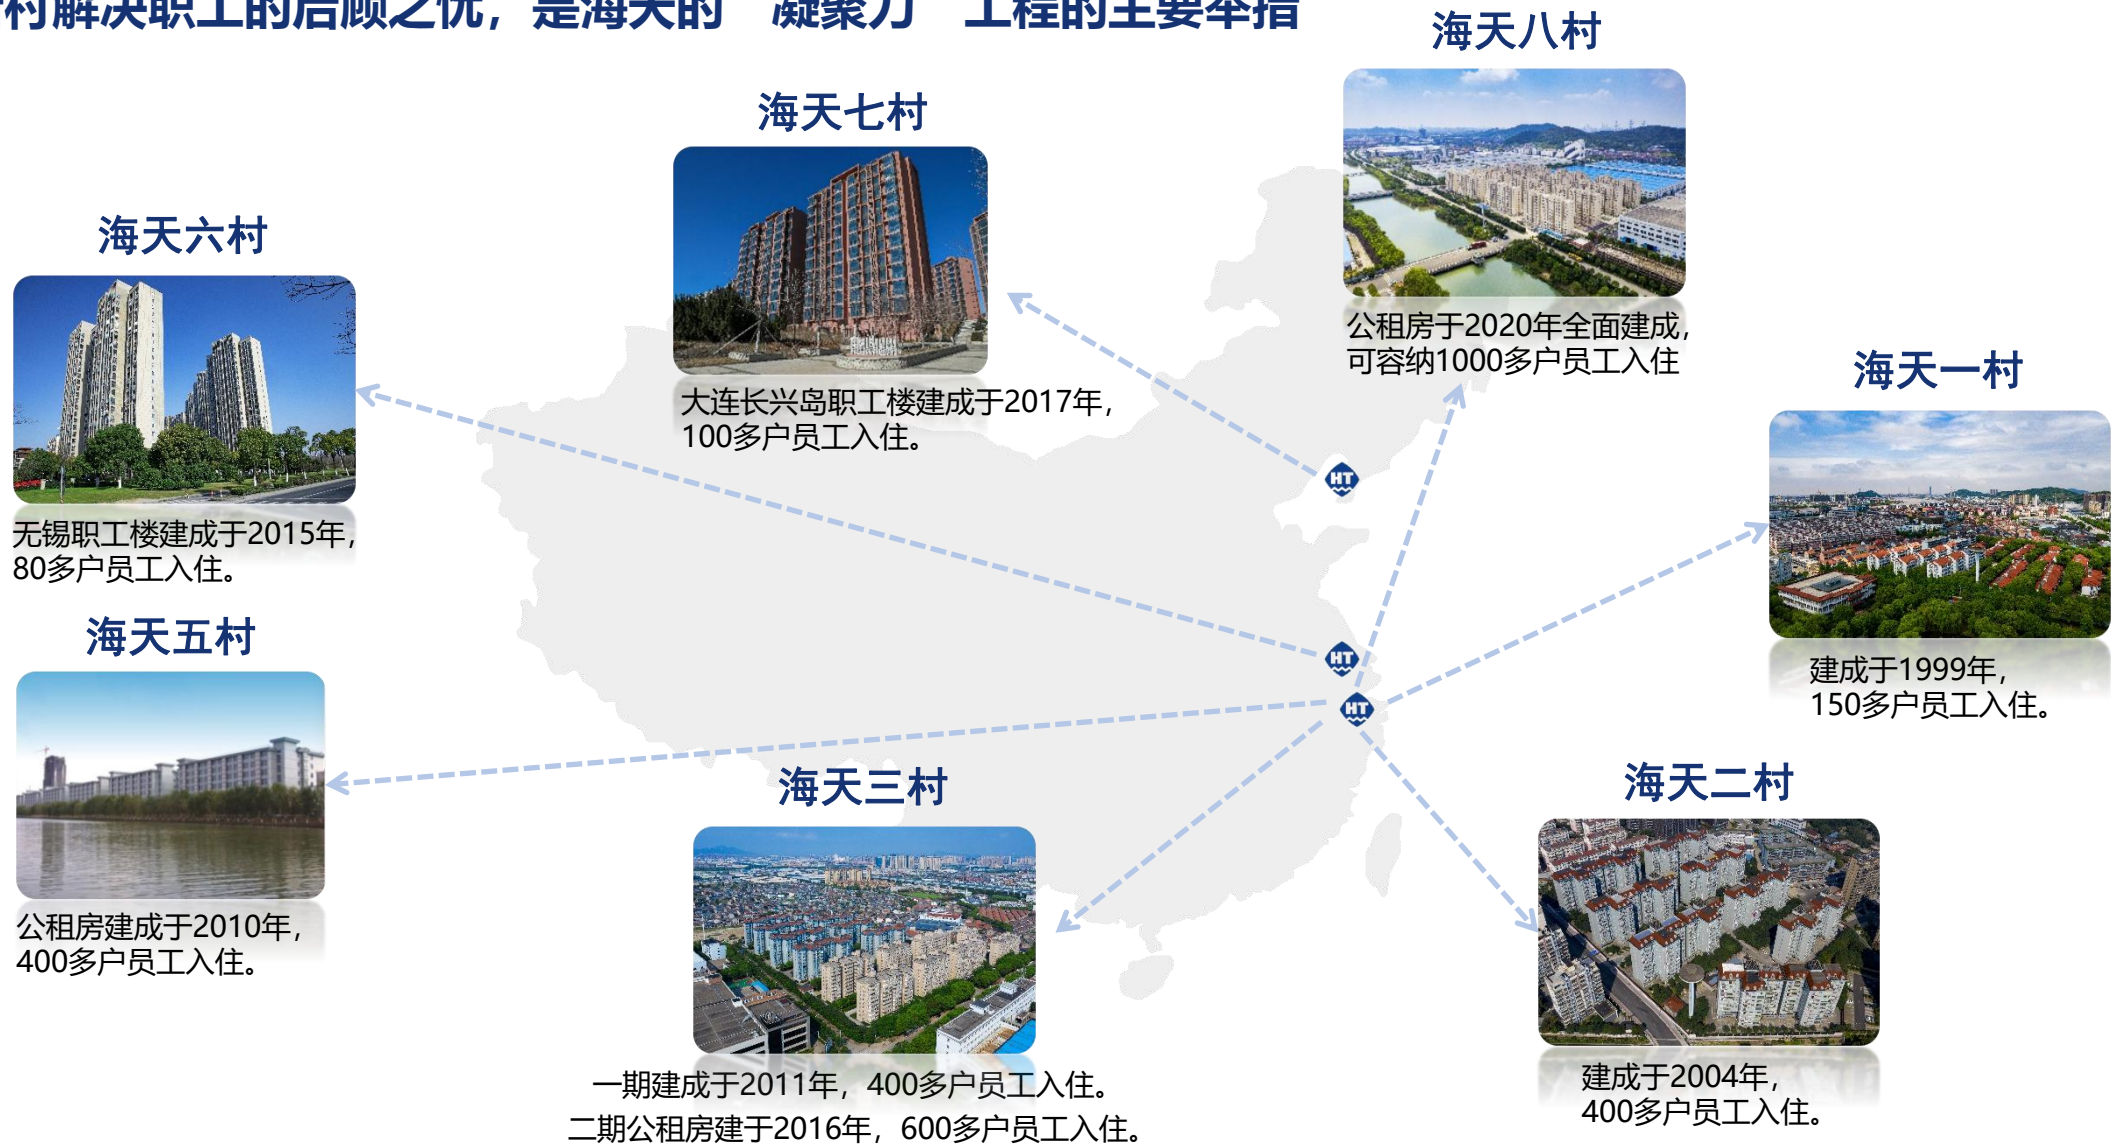 村解决职工的后顾之忧，是海天的“凝聚力”工程的主要举措
海天八村
公租房于2020年全面建成，
可容纳1000多户员工入住
海天七村
大连长兴岛职工楼建成于2017年，
100多户员工入住。
海天六村
无锡职工楼建成于2015年，
80多户员工入住。
海天一村
建成于1999年，
150多户员工入住。
海天五村
公租房建成于2010年，
400多户员工入住。
海天三村
一期建成于2011年，400多户员工入住。
二期公租房建于2016年，600多户员工入住。
海天二村
建成于2004年，
400多户员工入住。
HT
HT
HT